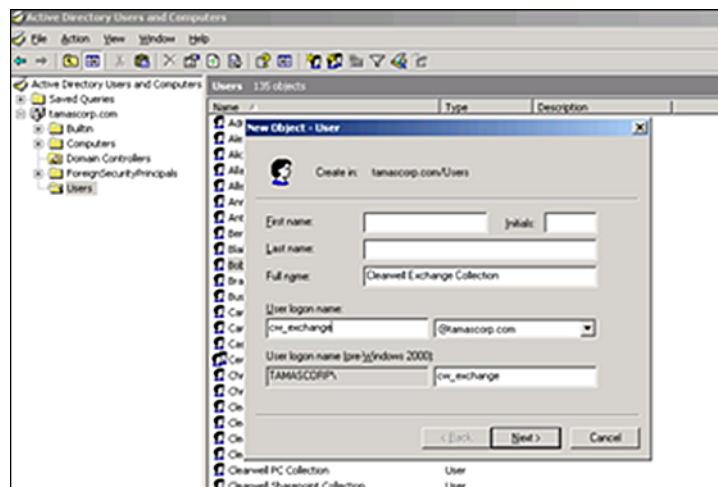 Active Directory Users and Computers
File Action View Window Help
Active Directory Users and Computers
Saved Queries
tamascorp.com
Builtin
Computers
Domain Controllers
ForeignSecurityPrincipals
Users
Users 135 objects
Name Type Description
New Object - User
Create in: tamascorp.com/Users
First name: Initials:
Last name:
Full name: Clearwell Exchange Collection
User logon name:
cw_exchange @tamascorp.com
User logon name (pre-Windows 2000):
TAMASCORP\ cw_exchange
< Back Next > Cancel
Clearwell PC Collection User
Clearwell Sharepoint Collection User